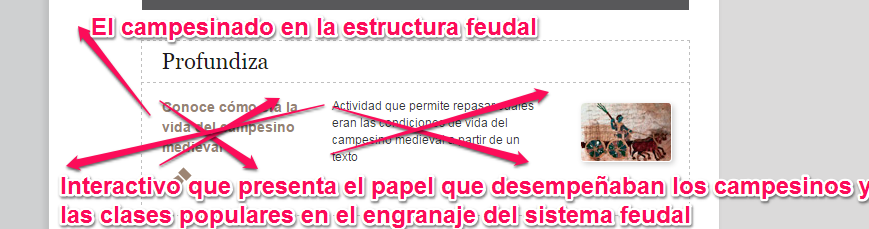 El campesinado en la estructura feudal
Profundiza
Conoce cómo era la
vida del campesino
medieval
Actividad que permite repasar cuáles
eran las condiciones de vida del
campesino medieval a partir de un
texto
Interactivo que presenta el papel que desempeñaban los campesinos y
las clases populares en el engranaje del sistema feudal